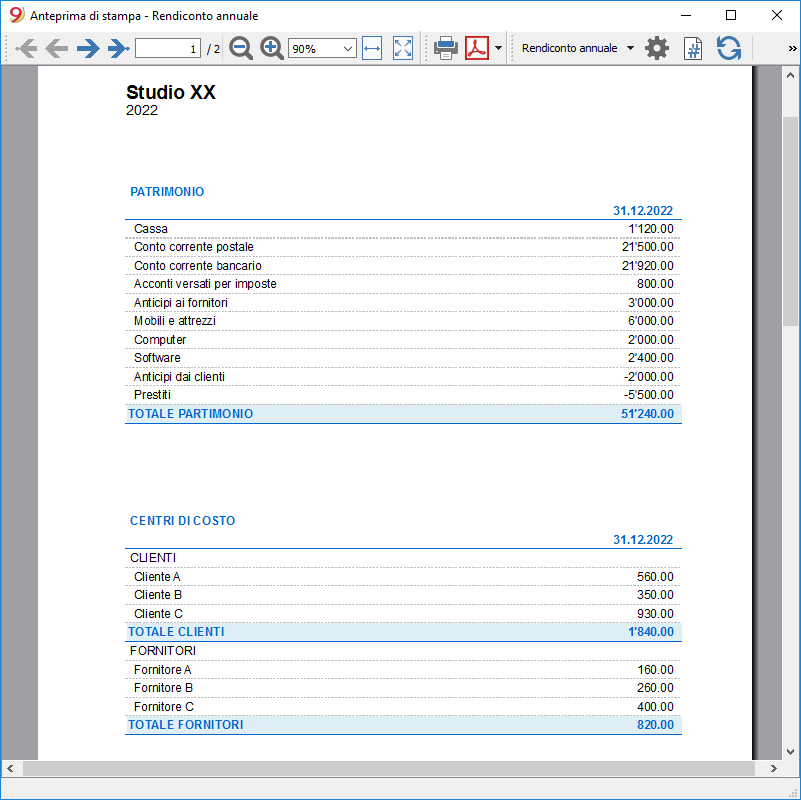 Anteprima di stampa - Rendiconto annuale
1 / 2 90% Rendiconto annuale »
Studio XX
2022
PATRIMONIO
31.12.2022
Cassa 1'120.00
Conto corrente postale 21'500.00
Conto corrente bancario 21'920.00
Acconti versati per imposte 800.00
Anticipi ai fornitori 3'000.00
Mobili e attrezzi 6'000.00
Computer 2'000.00
Software 2'400.00
Anticipi dai clienti -2'000.00
Prestiti -5'500.00
TOTALE PARTIMONIO 51'240.00
CENTRI DI COSTO
31.12.2022
CLIENTI
Cliente A 560.00
Cliente B 350.00
Cliente C 930.00
TOTALE CLIENTI 1'840.00
FORNITORI
Fornitore A 160.00
Fornitore B 260.00
Fornitore C 400.00
TOTALE FORNITORI 820.00